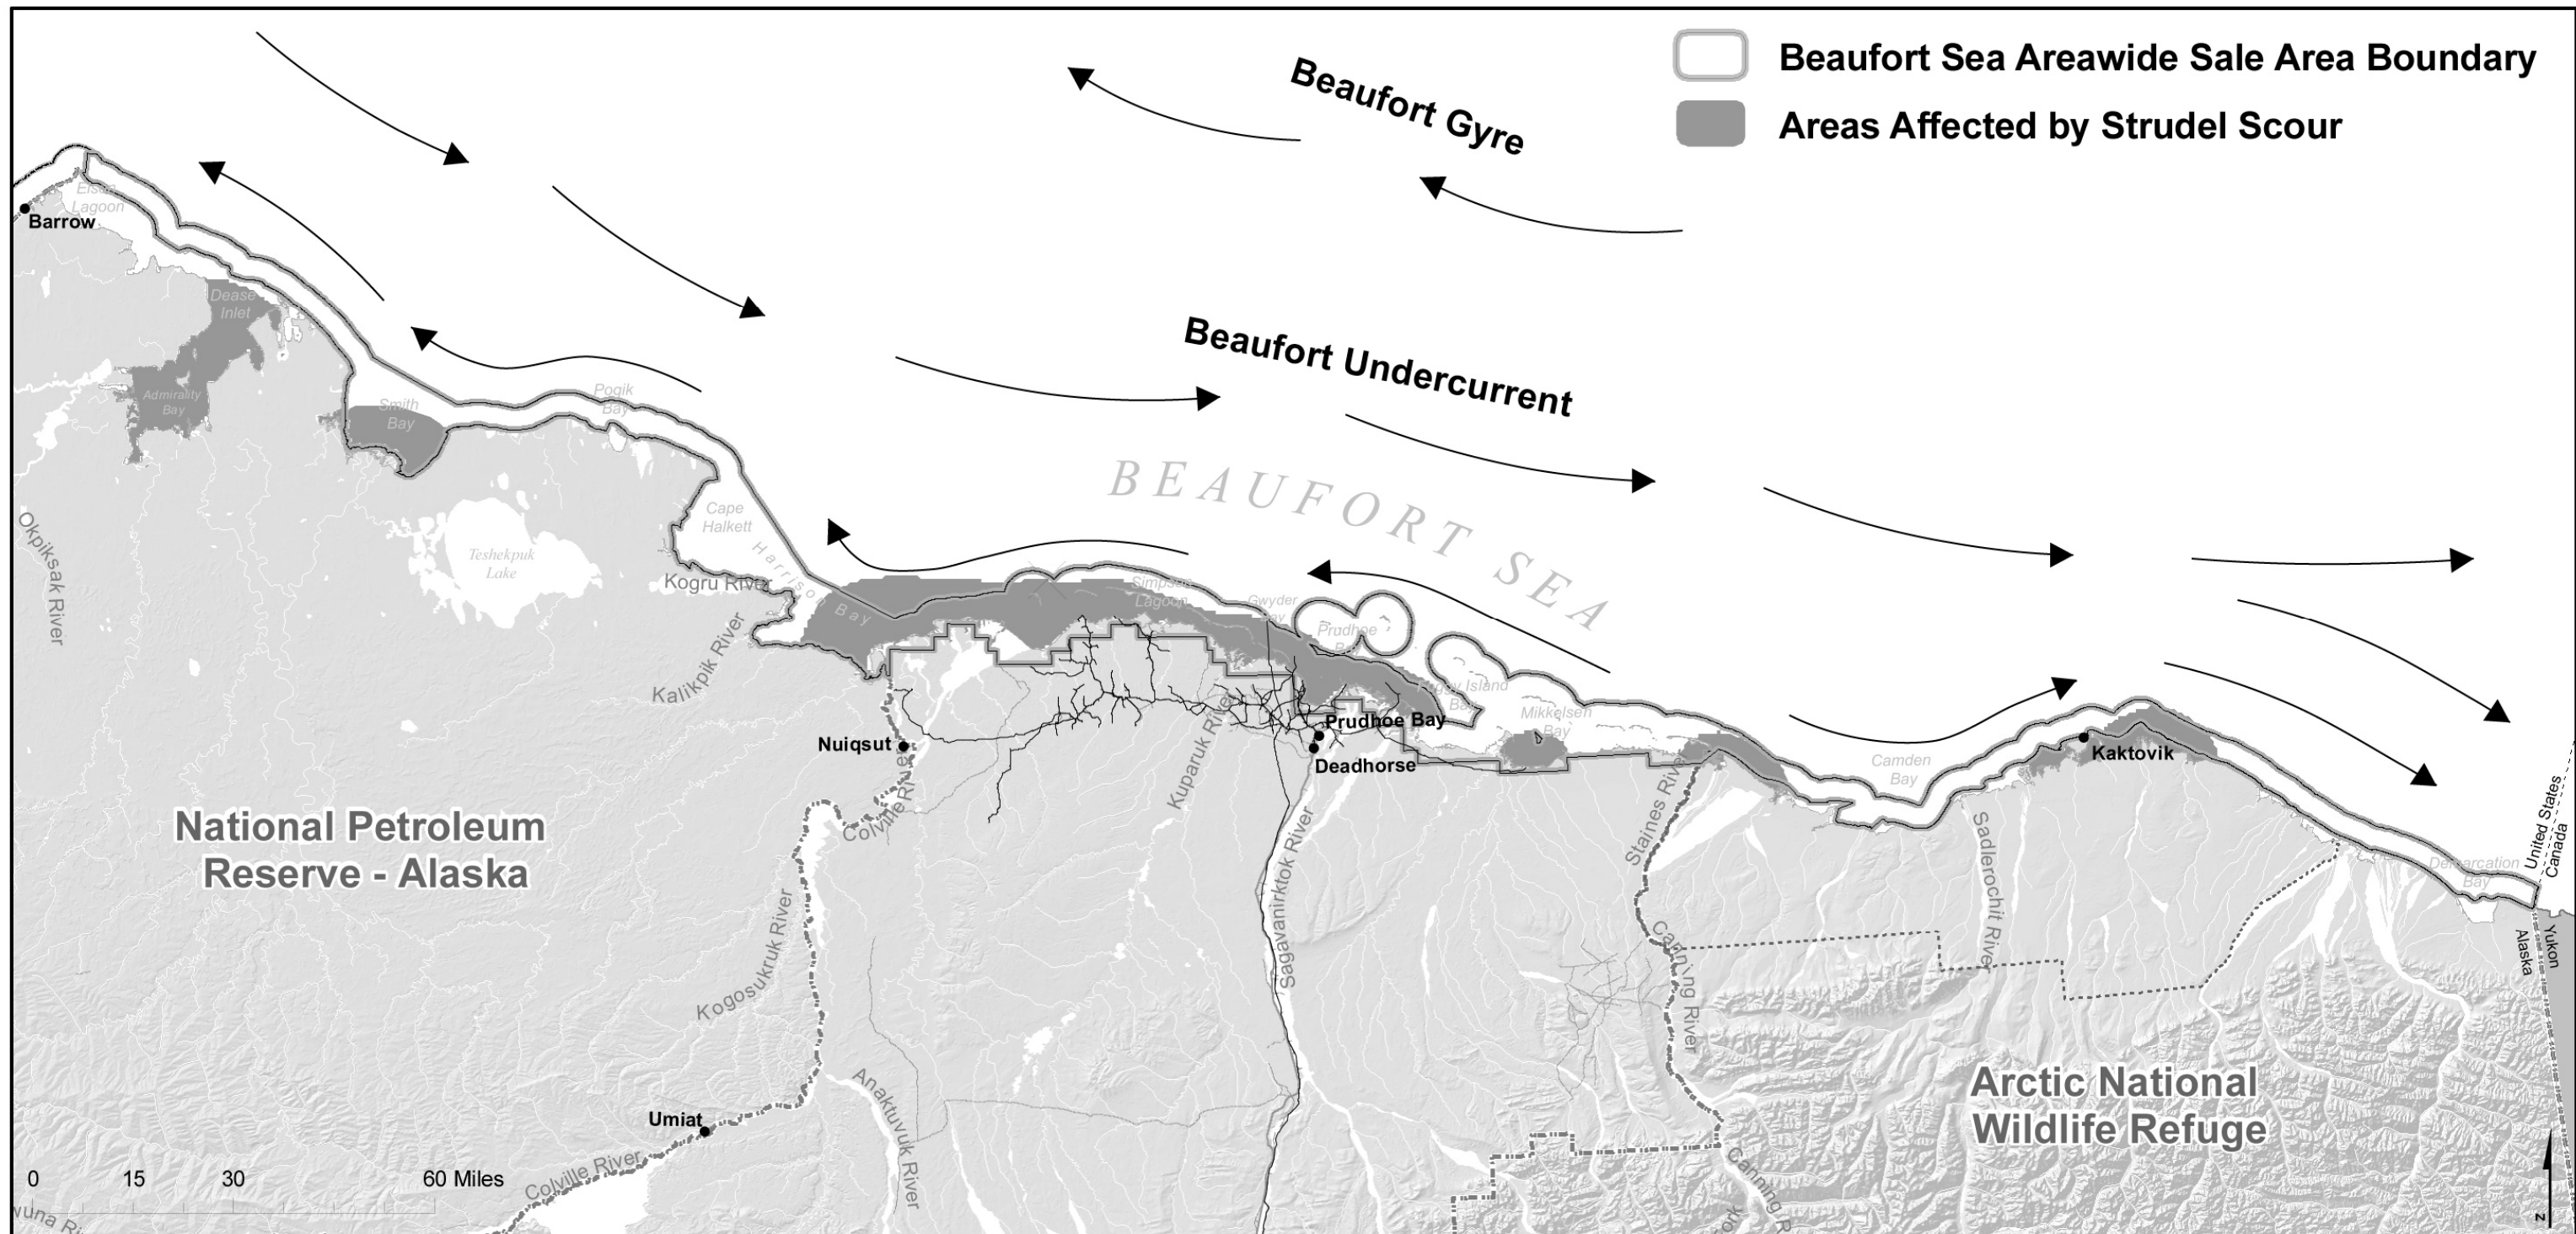 Beaufort Sea Areawide Sale Area Boundary
Areas Affected by Strudel Scour
Beaufort Gyre
Beaufort Undercurrent
BEAUFORT SEA
Elson
Lagoon
Barrow
Dease
Inlet
Admirality
Bay
Smith
Bay
Pogik
Bay
Cape
Halkett
Harrison Bay
Teshekpuk
Lake
Okpiksak River
Kogru River
Kalikpik River
Simpson
Lagoon
Gwyder
Bay
Prudhoe
Bay
Foggy Island
Bay
Mikkelsen
Bay
Prudhoe Bay
Deadhorse
Nuiqsut
Colville River
Kuparuk River
Sagavanirktok River
Staines River
Camden
Bay
Kaktovik
Sadlerochit River
Demarcation
Bay
United States
Canada
Alaska
Yukon
National Petroleum
Reserve - Alaska
Kogosukruk River
Canning River
Arctic National
Wildlife Refuge
Umiat
Anaktuvuk River
Colville River
Canning R
0 15 30 60 Miles
N